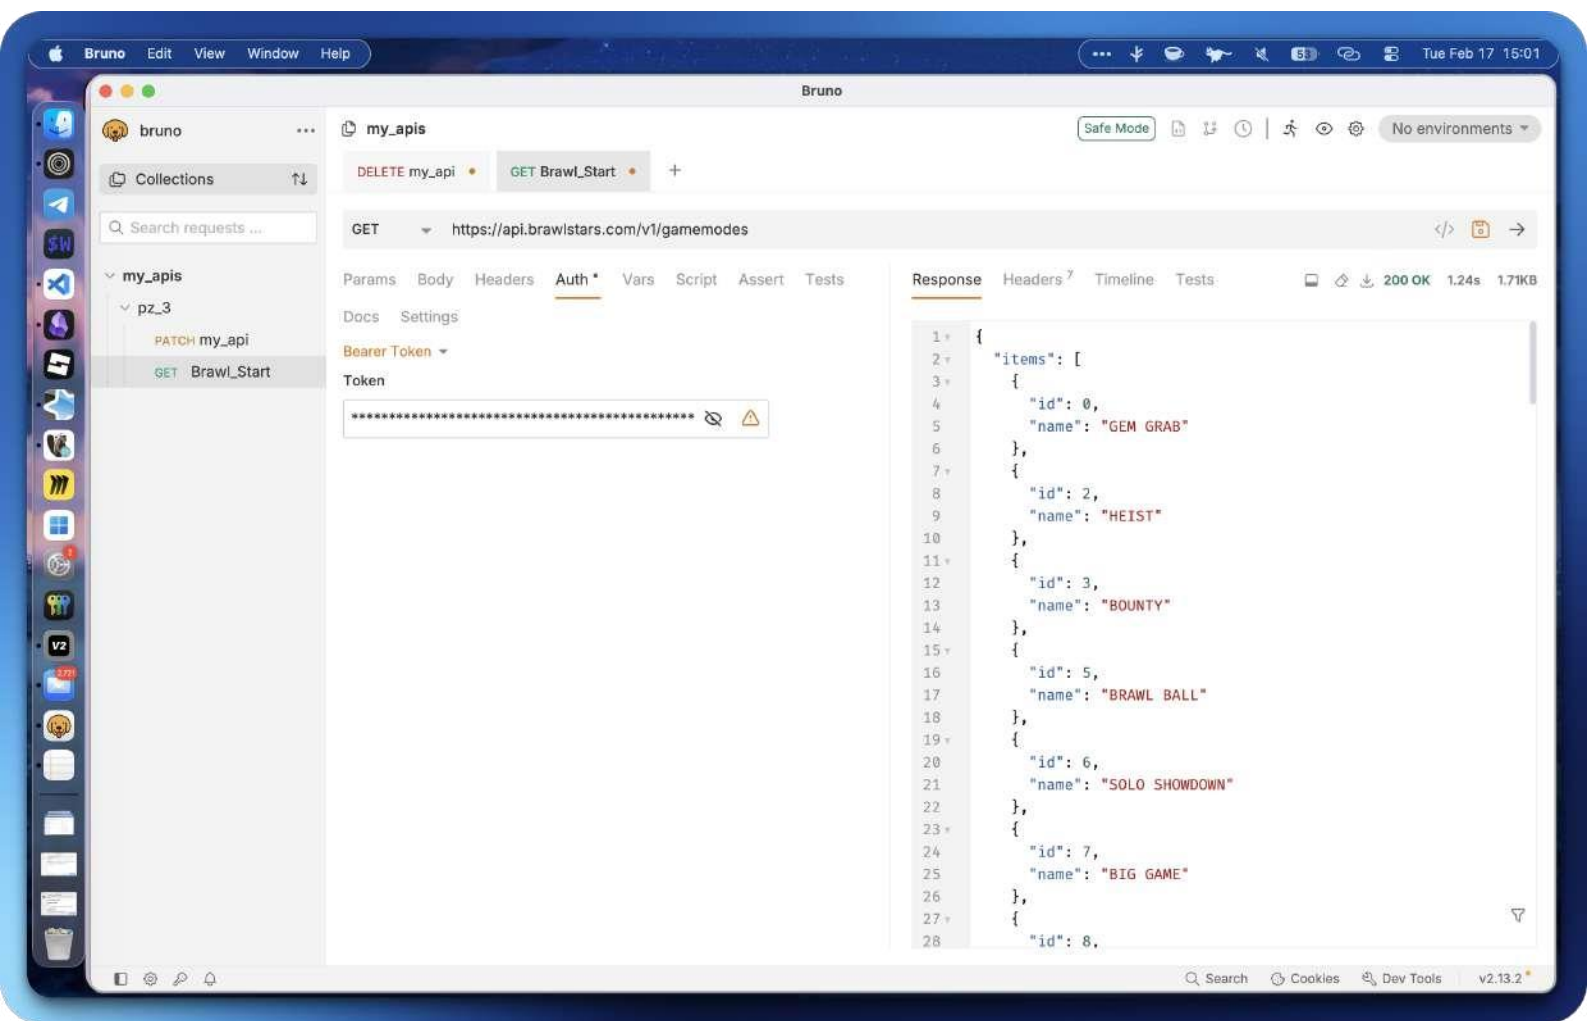 Bruno Edit View Window Help
Tue Feb 17 15:01
Bruno
bruno
my_apis
Safe Mode
No environments
Collections
DELETE my_api
GET Brawl_Start
Search requests ...
GET
https://api.brawlstars.com/v1/gamemodes
my_apis
pz_3
PATCH my_api
GET Brawl_Start
Params Body Headers Auth Vars Script Assert Tests
Docs Settings
Bearer Token
Token
Response Headers 7 Timeline Tests
200 OK 1.24s 1.71KB
1 {
2 "items": [
3 {
4 "id": 0,
5 "name": "GEM GRAB"
6 },
7 {
8 "id": 2,
9 "name": "HEIST"
10 },
11 {
12 "id": 3,
13 "name": "BOUNTY"
14 },
15 {
16 "id": 5,
17 "name": "BRAWL BALL"
18 },
19 {
20 "id": 6,
21 "name": "SOLO SHOWDOWN"
22 },
23 {
24 "id": 7,
25 "name": "BIG GAME"
26 },
27 {
28 "id": 8,
$W
V2
Search Cookies Dev Tools v2.13.2